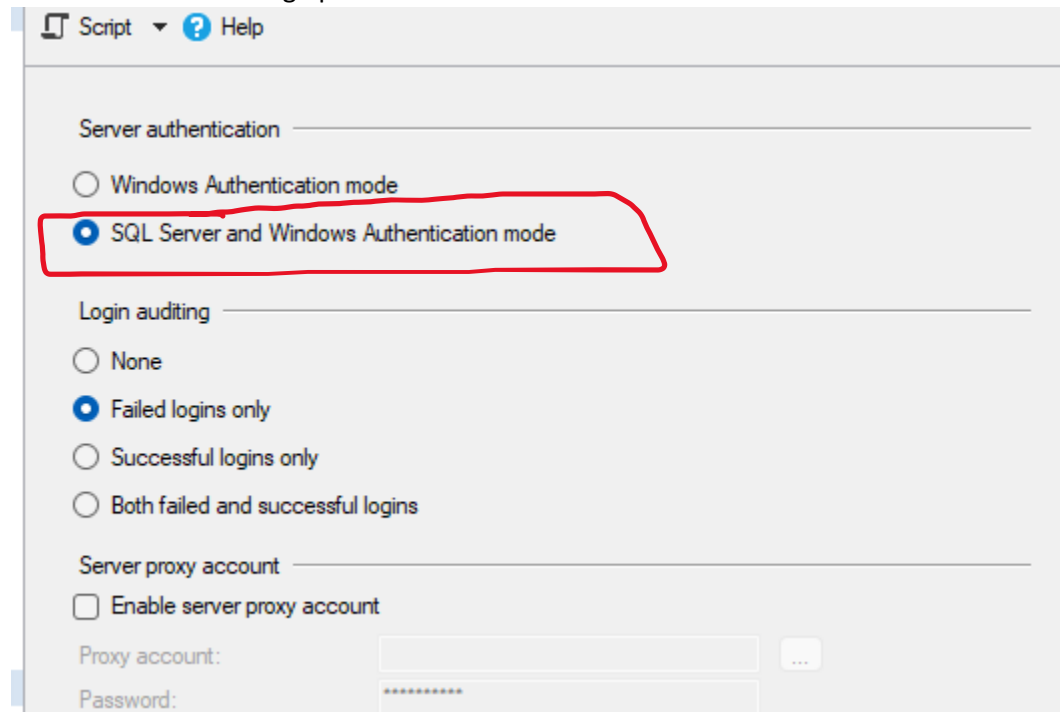 Script Help
Server authentication
Windows Authentication mode
SQL Server and Windows Authentication mode
Login auditing
None
Failed logins only
Successful logins only
Both failed and successful logins
Server proxy account
Enable server proxy account
Proxy account:
...
Password: **********